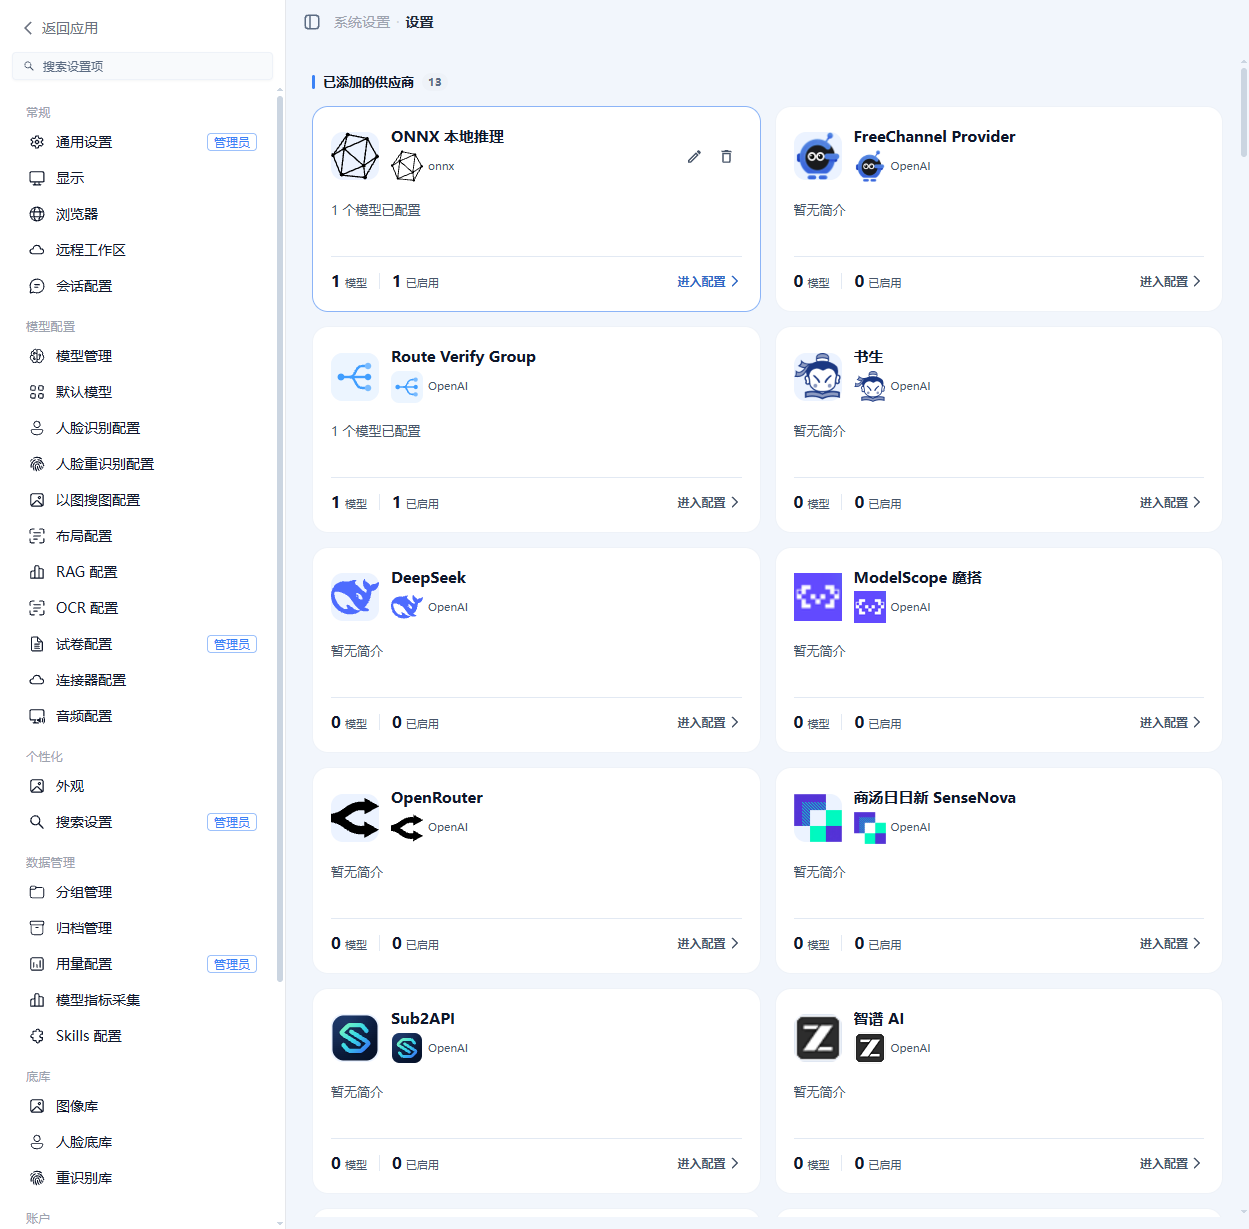 返回应用
搜索设置项
常规
通用设置 管理员
显示
浏览器
远程工作区
会话配置
模型配置
模型管理
默认模型
人脸识别配置
人脸重识别配置
以图搜图配置
布局配置
RAG 配置
OCR 配置
试卷配置 管理员
连接器配置
音频配置
个性化
外观
搜索设置 管理员
数据管理
分组管理
归档管理
用量配置 管理员
模型指标采集
Skills 配置
底库
图像库
人脸底库
重识别库
账户
系统设置 · 设置
已添加的供应商 13
ONNX 本地推理
onnx
1 个模型已配置
1 模型 1 已启用 进入配置
FreeChannel Provider
OpenAI
暂无简介
0 模型 0 已启用 进入配置
Route Verify Group
OpenAI
1 个模型已配置
1 模型 1 已启用 进入配置
书生
OpenAI
暂无简介
0 模型 0 已启用 进入配置
DeepSeek
OpenAI
暂无简介
0 模型 0 已启用 进入配置
ModelScope 魔搭
OpenAI
暂无简介
0 模型 0 已启用 进入配置
OpenRouter
OpenAI
暂无简介
0 模型 0 已启用 进入配置
商汤日日新 SenseNova
OpenAI
暂无简介
0 模型 0 已启用 进入配置
Sub2API
OpenAI
暂无简介
0 模型 0 已启用 进入配置
智谱 AI
OpenAI
暂无简介
0 模型 0 已启用 进入配置